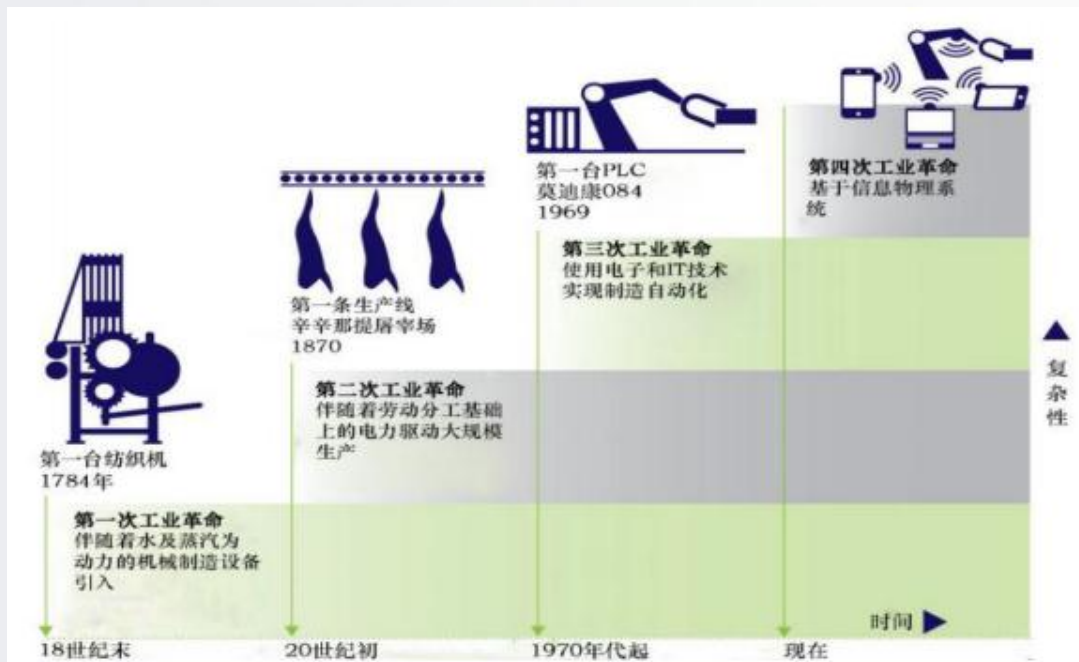 第一台纺织机
1784年
第一次工业革命
伴随着水及蒸汽为
动力的机械制造设备
引入
18世纪末
第一条生产线
辛辛那提屠宰场
1870
第二次工业革命
伴随着劳动分工基础
上的电力驱动大规模
生产
20世纪初
第一台PLC
莫迪康084
1969
第三次工业革命
使用电子和IT技术
实现制造自动化
1970年代起
第四次工业革命
基于信息物理系
统
现在
时间
复
杂
性